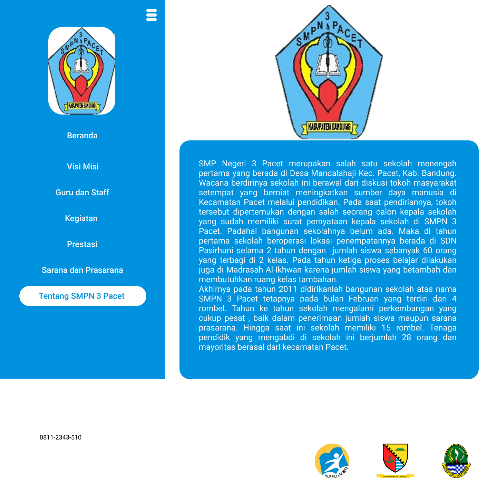 3
SMPN PACET
KABUPATEN BANDUNG
Beranda
Visi Misi
Guru dan Staff
Kegiatan
Prestasi
Sarana dan Prasarana
Tentang SMPN 3 Pacet
3
SMPN PACET
KABUPATEN BANDUNG
SMP Negeri 3 Pacet merupakan salah satu sekolah menengah
pertama yang berada di Desa Mandalahaji Kec. Pacet, Kab. Bandung.
Wacana berdirinya sekolah ini berawal dari diskusi tokoh masyarakat
setempat yang berniat meningkatkan sumber daya manusia di
Kecamatan Pacet melalui pendidikan. Pada saat pendiriannya, tokoh
tersebut dipertemukan dengan salah seorang calon kepala sekolah
yang sudah memiliki surat pernyataan kepala sekolah di SMPN 3
Pacet. Padahal bangunan sekolahnya belum ada. Maka di tahun
pertama sekolah beroperasi lokasi penempatannya berada di SDN
Pasirhuni selama 2 tahun dengan jumlah siswa sebanyak 60 orang
yang terbagi di 2 kelas. Pada tahun ketiga proses belajar dilakukan
juga di Madrasah Al-Ikhwan karena jumlah siswa yang bertambah dan
membutuhkan ruang kelas tambahan.
Akhirnya pada tahun 2011 didirikanlah bangunan sekolah atas nama
SMPN 3 Pacet tetapnya pada bulan Februari yang terdiri dari 4
rombel. Tahun ke tahun sekolah mengalami perkembangan yang
cukup pesat , baik dalam penerimaan jumlah siswa maupun sarana
prasarana. Hingga saat ini sekolah memiliki 15 rombel. Tenaga
pendidik yang mengabdi di sekolah ini berjumlah 28 orang dan
mayoritas berasal dari kecamatan Pacet.
0811-2343-510